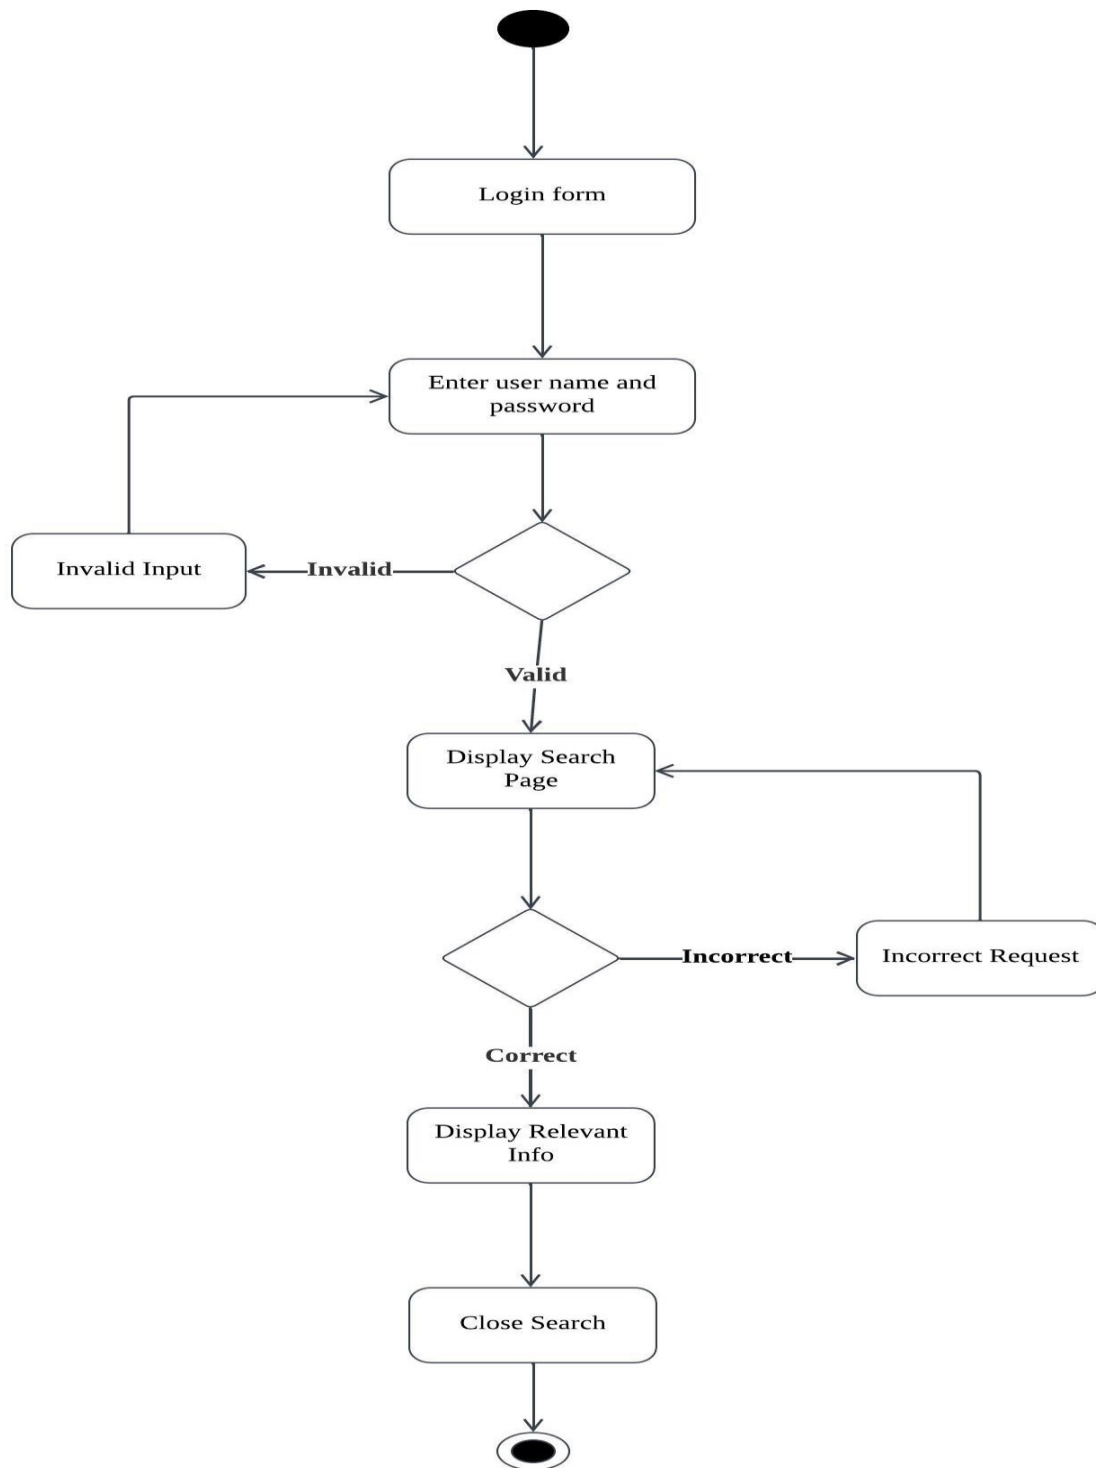 Login form
Enter user name and
password
Invalid Input
Invalid
Valid
Display Search
Page
Incorrect
Incorrect Request
Correct
Display Relevant
Info
Close Search